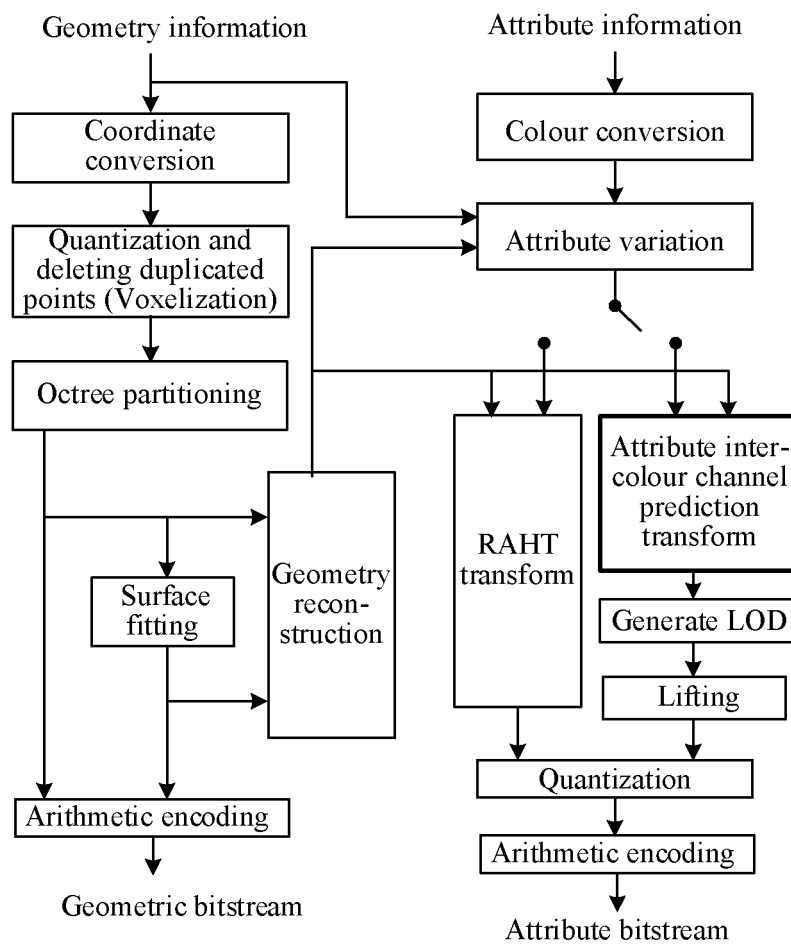 Geometry information
Attribute information
Coordinate
conversion
Colour conversion
Quantization and
deleting duplicated
points (Voxelization)
Attribute variation
Octree partitioning
Attribute inter-
colour channel
prediction
transform
RAHT
transform
Geometry
recon-
struction
Surface
fitting
Generate LOD
Lifting
Quantization
Arithmetic encoding
Arithmetic encoding
Geometric bitstream
Attribute bitstream